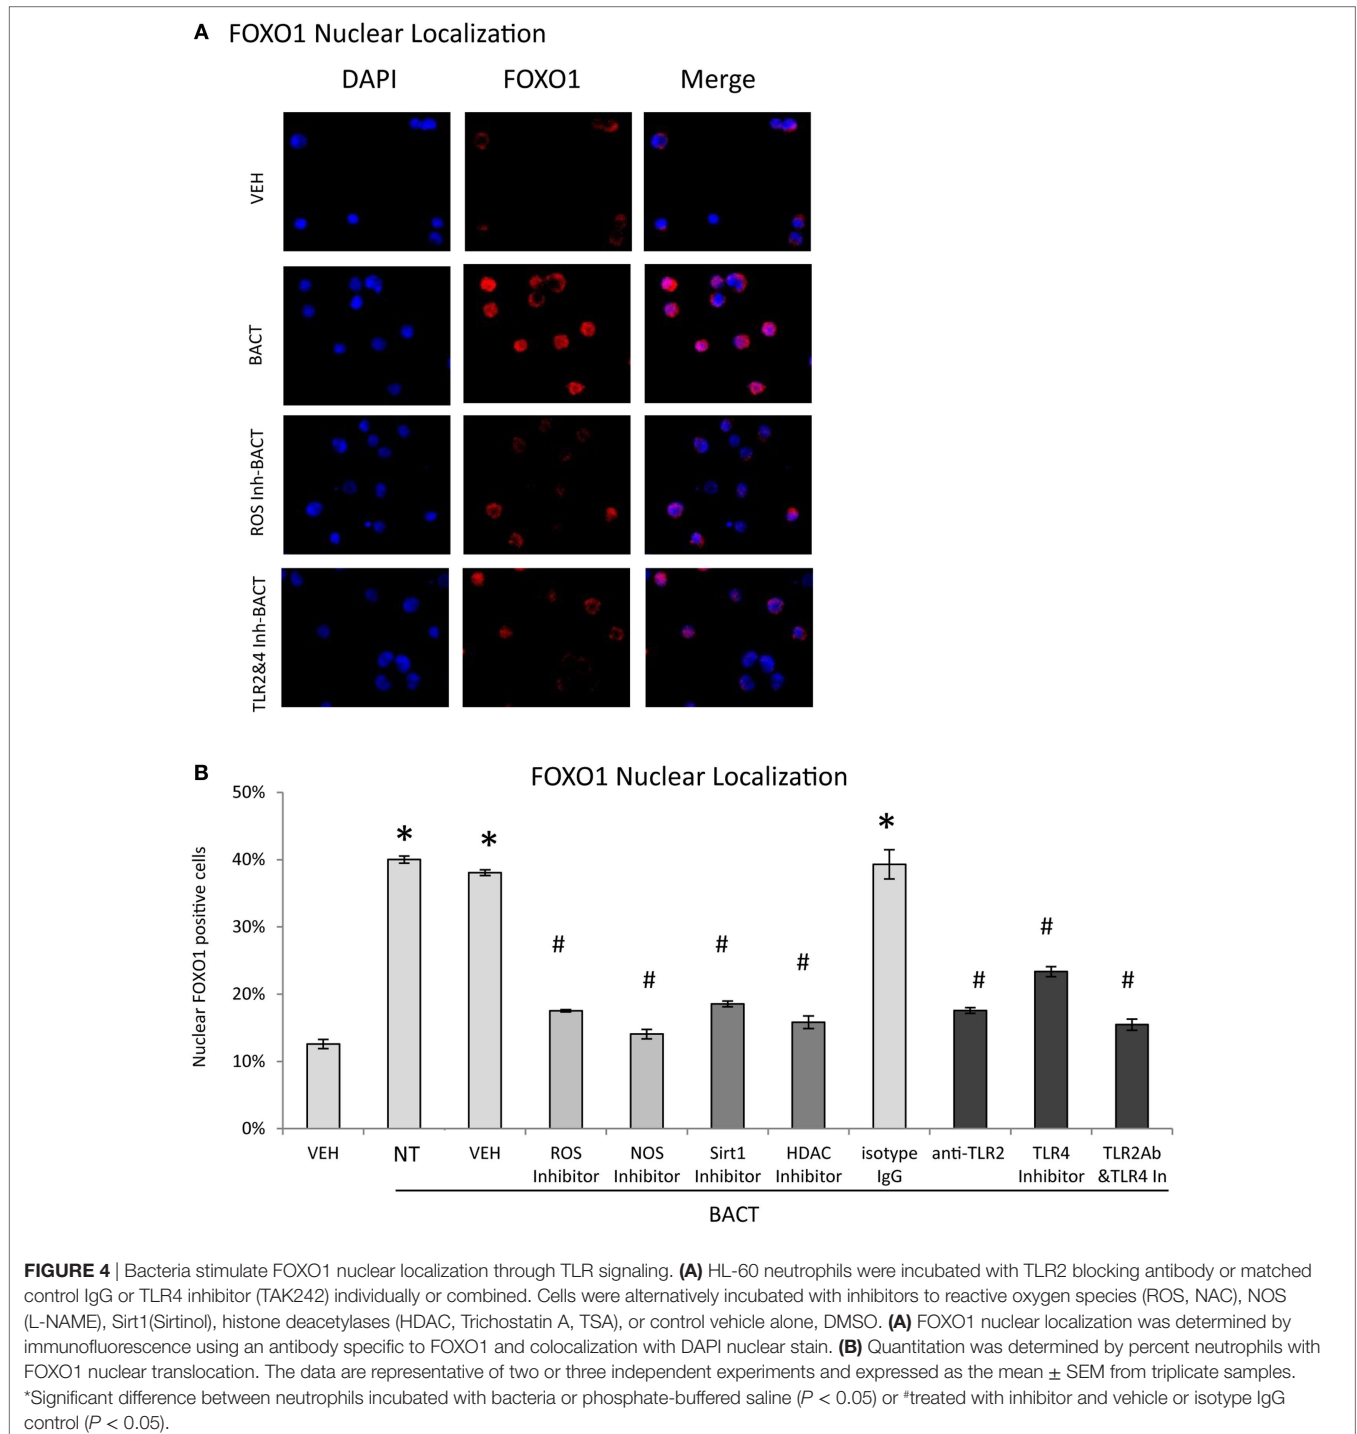 A FOXO1 Nuclear Localization
DAPI FOXO1 Merge
VEH
BACT
ROS Inh-BACT
TLR2&4 Inh-BACT
B FOXO1 Nuclear Localization
Nuclear FOXO1 positive cells
50%
40%
30%
20%
10%
0%
* * # # # # * # # #
VEH NT VEH ROS Inhibitor NOS Inhibitor Sirt1 Inhibitor HDAC Inhibitor isotype IgG anti-TLR2 TLR4 Inhibitor TLR2Ab &TLR4 In
BACT
FIGURE 4 | Bacteria stimulate FOXO1 nuclear localization through TLR signaling. (A) HL-60 neutrophils were incubated with TLR2 blocking antibody or matched
control IgG or TLR4 inhibitor (TAK242) individually or combined. Cells were alternatively incubated with inhibitors to reactive oxygen species (ROS, NAC), NOS
(L-NAME), Sirt1(Sirtinol), histone deacetylases (HDAC, Trichostatin A, TSA), or control vehicle alone, DMSO. (A) FOXO1 nuclear localization was determined by
immunofluorescence using an antibody specific to FOXO1 and colocalization with DAPI nuclear stain. (B) Quantitation was determined by percent neutrophils with
FOXO1 nuclear translocation. The data are representative of two or three independent experiments and expressed as the mean ± SEM from triplicate samples.
*Significant difference between neutrophils incubated with bacteria or phosphate-buffered saline (P < 0.05) or #treated with inhibitor and vehicle or isotype IgG
control (P < 0.05).